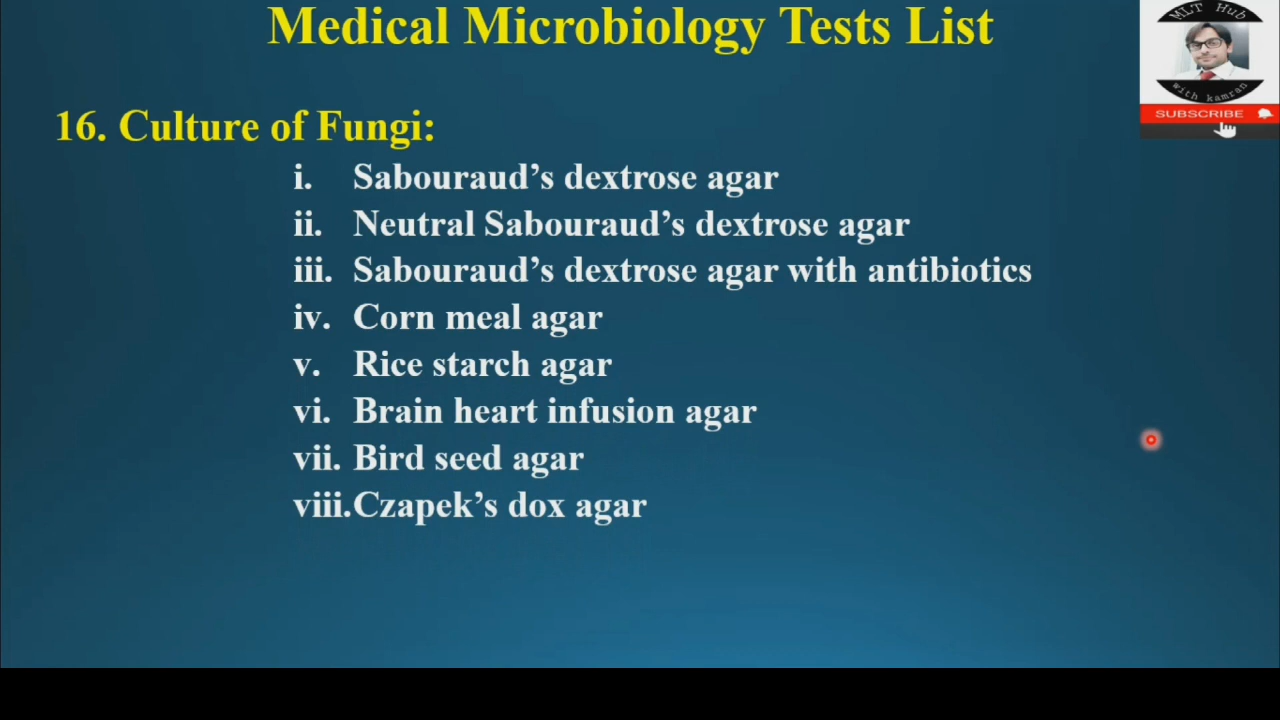 Medical Microbiology Tests List
MLT Hub
with kamran
SUBSCRIBE
16. Culture of Fungi:
i. Sabouraud’s dextrose agar
ii. Neutral Sabouraud’s dextrose agar
iii. Sabouraud’s dextrose agar with antibiotics
iv. Corn meal agar
v. Rice starch agar
vi. Brain heart infusion agar
vii. Bird seed agar
viii.Czapek’s dox agar